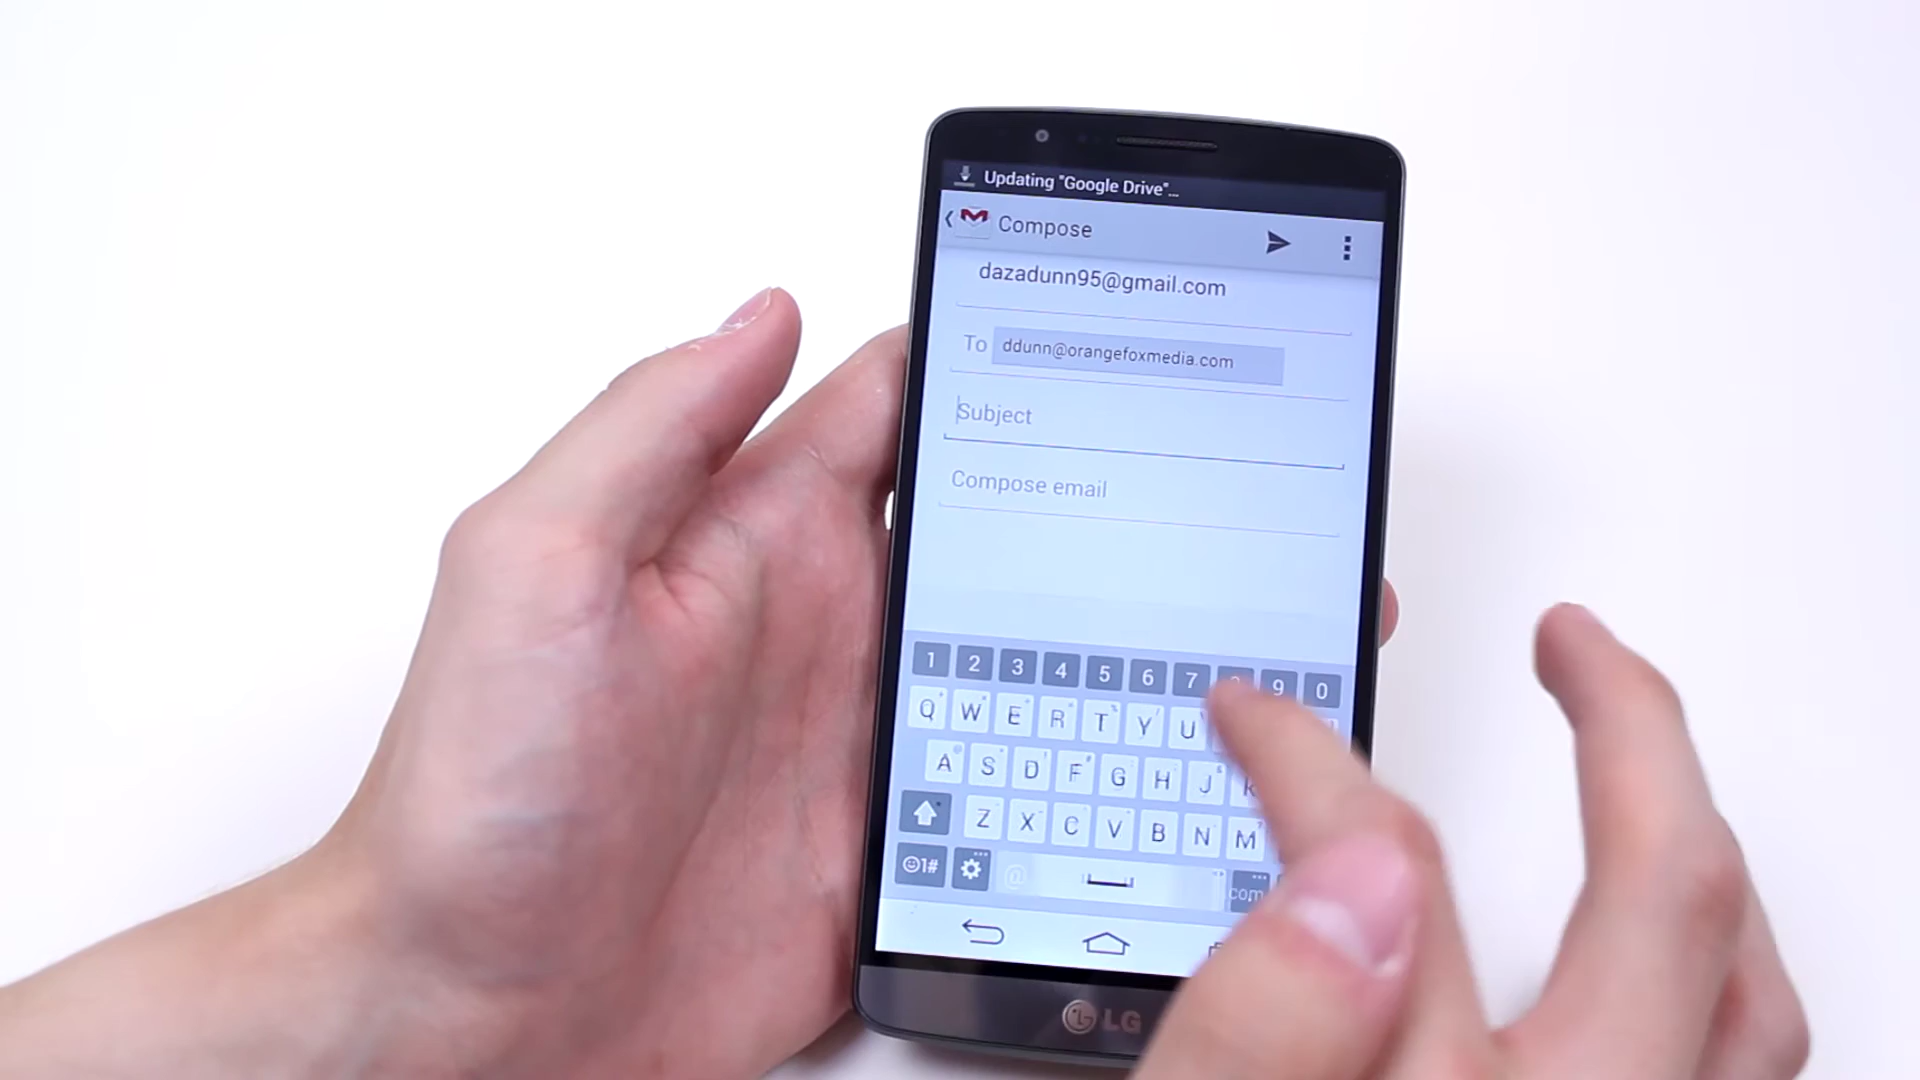 Updating "Google Drive"...
Compose
dazadunn95@gmail.com
To ddunn@orangefoxmedia.com
Subject
Compose email
1 2 3 4 5 6 7 9 0
Q W E R T Y U
A S D F G H J K
Z X C V B N M
1# @ .com
LG